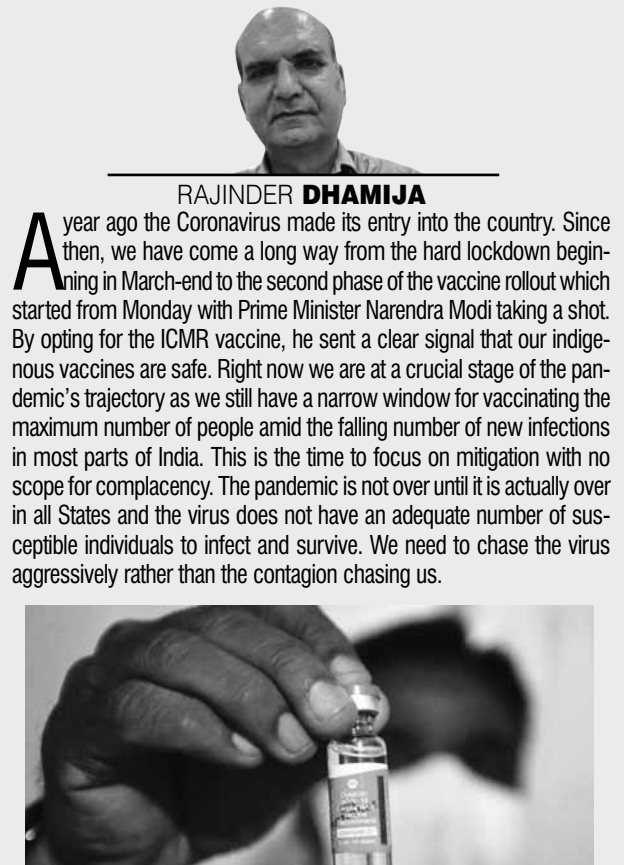 RAJINDER DHAMIJA
A year ago the Coronavirus made its entry into the country. Since
then, we have come a long way from the hard lockdown begin-
ning in March-end to the second phase of the vaccine rollout which
started from Monday with Prime Minister Narendra Modi taking a shot.
By opting for the ICMR vaccine, he sent a clear signal that our indige-
nous vaccines are safe. Right now we are at a crucial stage of the pan-
demic's trajectory as we still have a narrow window for vaccinating the
maximum number of people amid the falling number of new infections
in most parts of India. This is the time to focus on mitigation with no
scope for complacency. The pandemic is not over until it is actually over
in all States and the virus does not have an adequate number of sus-
ceptible individuals to infect and survive. We need to chase the virus
aggressively rather than the contagion chasing us.